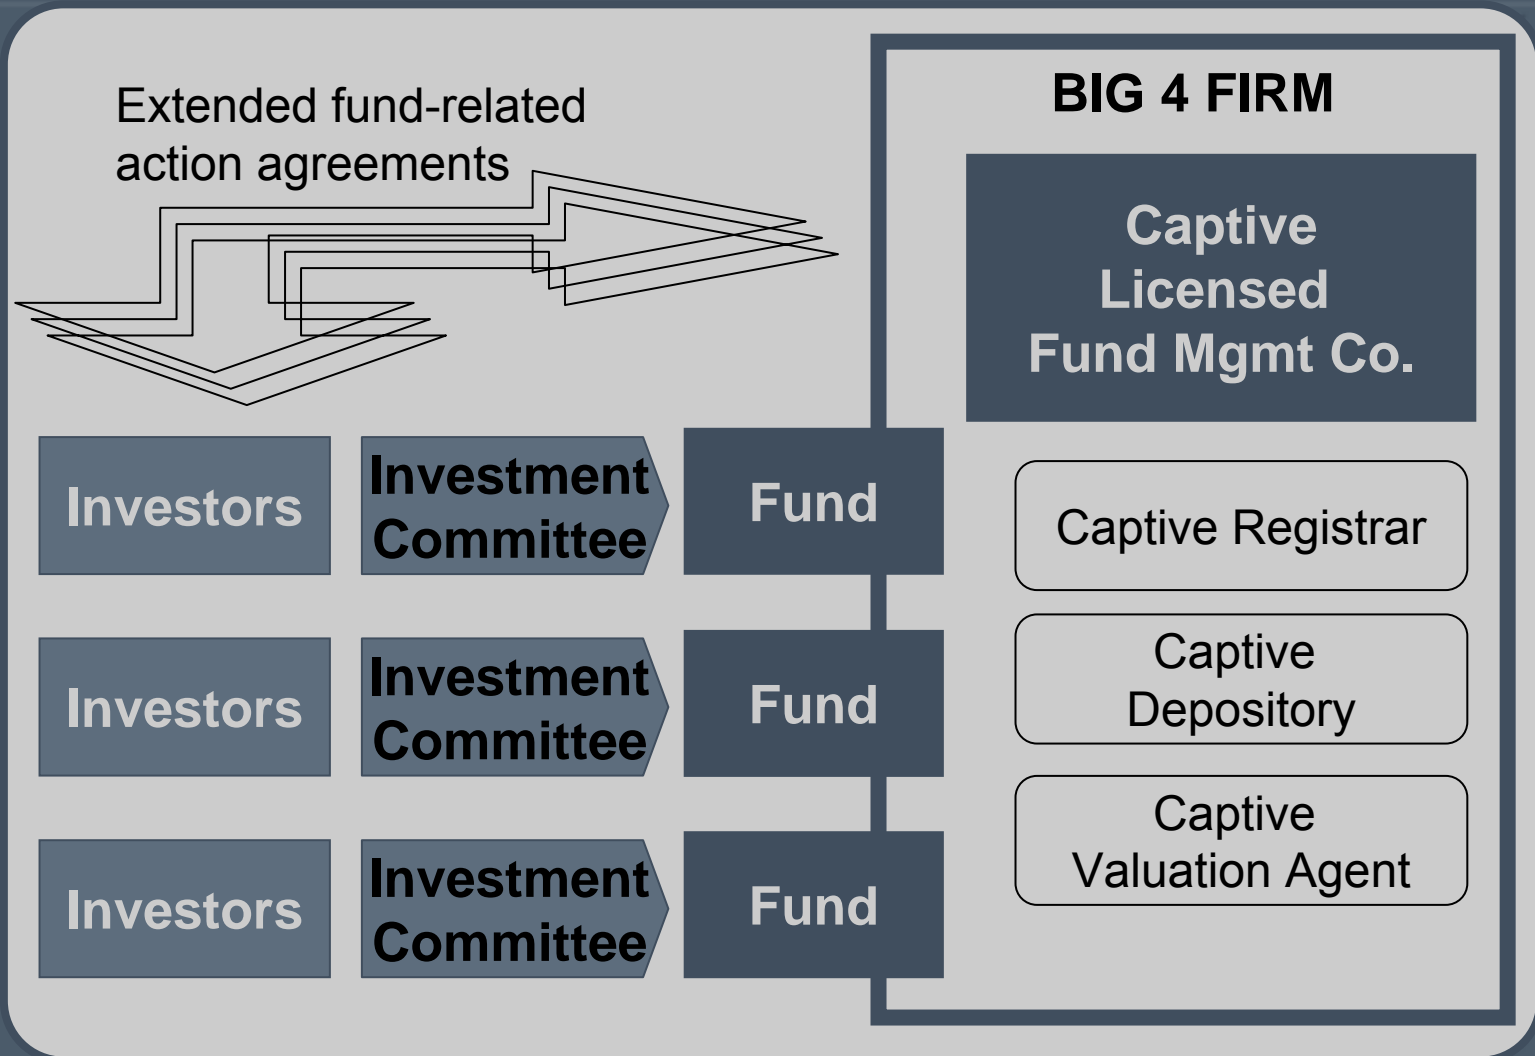 Extended fund-related
action agreements
BIG 4 FIRM
Captive
Licensed
Fund Mgmt Co.
Investors
Investment
Committee
Fund
Captive Registrar
Investors
Investment
Committee
Fund
Captive
Depository
Investors
Investment
Committee
Fund
Captive
Valuation Agent